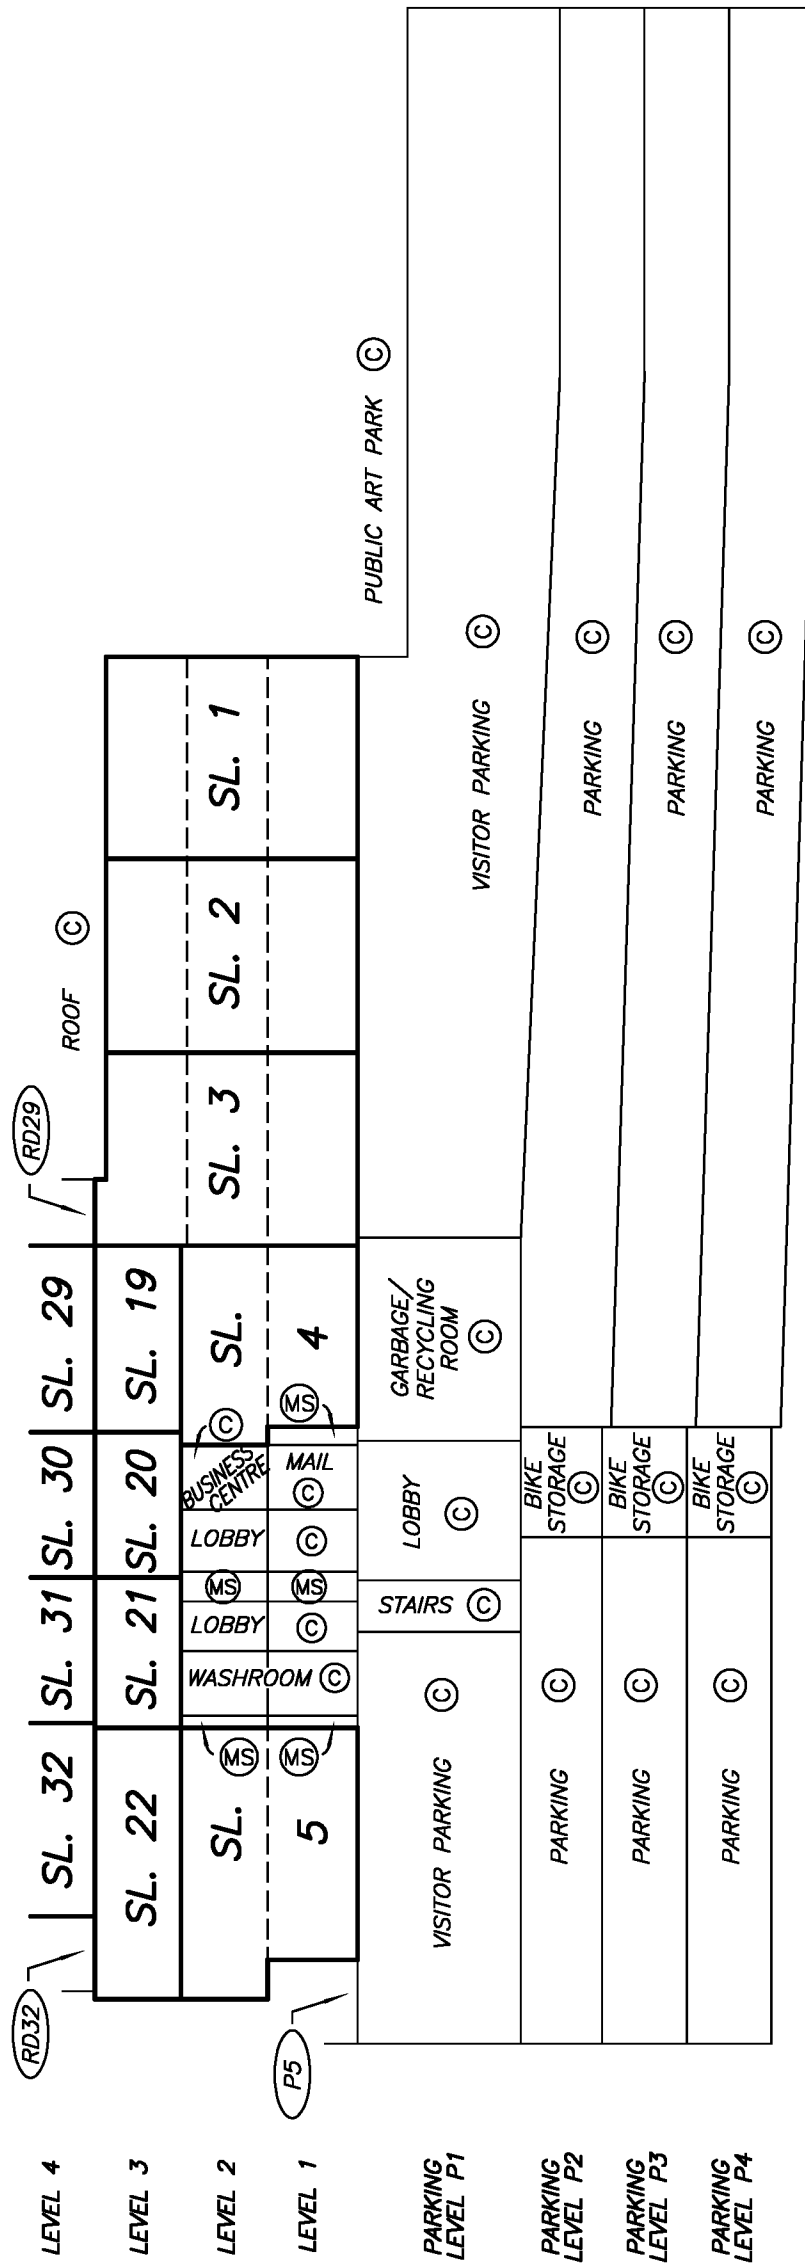 LEVEL 4
RD32
SL. 32
SL. 31
SL. 30
SL. 29
RD29
ROOF
C
LEVEL 3
SL. 22
SL. 21
SL. 20
SL. 19
LEVEL 2
SL.
MS
WASHROOM C
LOBBY
MS
LOBBY
BUSINESS
CENTRE
C
SL.
SL. 3
SL. 2
SL. 1
LEVEL 1
P5
5
MS
C
MS
C
MAIL
C
MS
4
PUBLIC ART PARK C
PARKING
LEVEL P1
VISITOR PARKING C
STAIRS C
LOBBY
C
GARBAGE/
RECYCLING
ROOM
C
VISITOR PARKING C
PARKING
LEVEL P2
PARKING C
BIKE
STORAGE
C
PARKING C
PARKING
LEVEL P3
PARKING C
BIKE
STORAGE
C
PARKING C
PARKING
LEVEL P4
PARKING C
BIKE
STORAGE
C
PARKING C